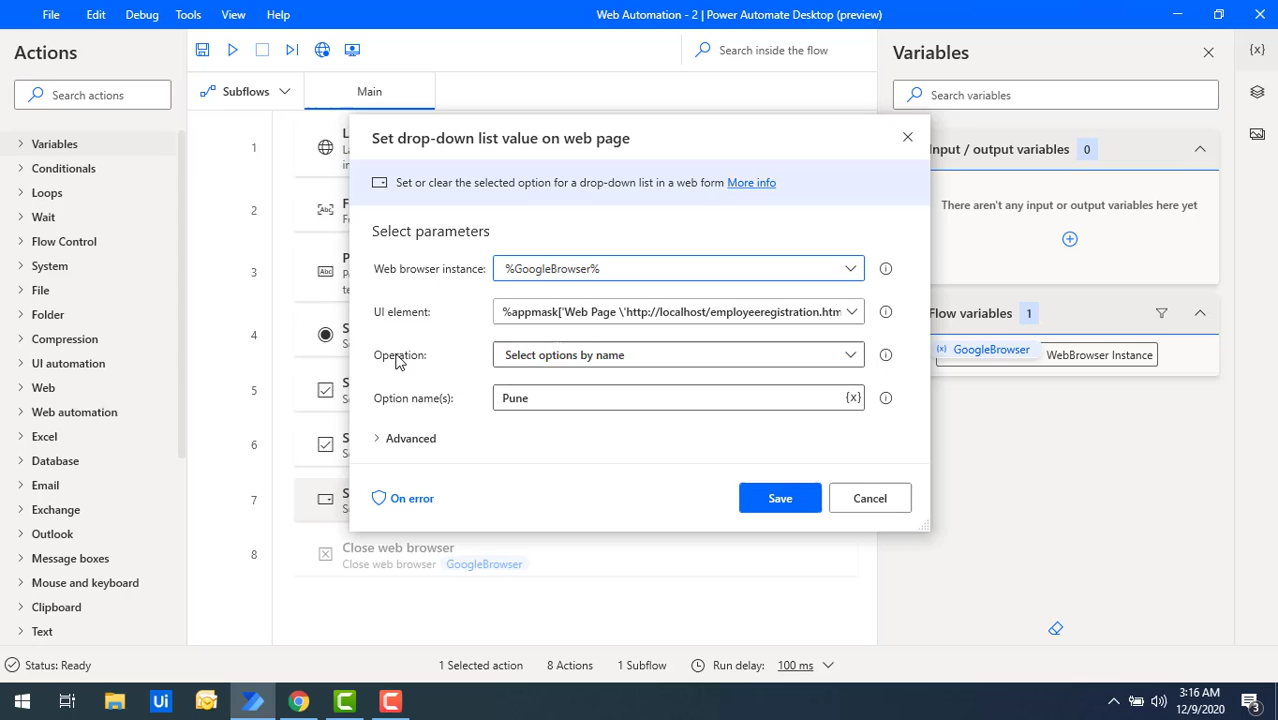 File Edit Debug Tools View Help
Web Automation - 2 | Power Automate Desktop (preview)
Actions
Search actions
Variables
Conditionals
Loops
Wait
Flow Control
System
File
Folder
Compression
UI automation
Web
Web automation
Excel
Database
Email
Exchange
Outlook
Message boxes
Mouse and keyboard
Clipboard
Text
Search inside the flow
Subflows
Main
1
2
3
4
5
6
7
8
Set drop-down list value on web page
Set or clear the selected option for a drop-down list in a web form More info
Select parameters
Web browser instance: %GoogleBrowser%
UI element: %appmask['Web Page \'http://localhost/employeeregistration.htm
Operation: Select options by name
Option name(s): Pune {x}
Advanced
On error
Save
Cancel
Close web browser
Close web browser GoogleBrowser
Variables
{x}
Search variables
Input / output variables 0
There aren't any input or output variables here yet
Flow variables 1
(x) GoogleBrowser WebBrowser Instance
Status: Ready
1 Selected action
8 Actions
1 Subflow
Run delay: 100 ms
Ui
3:16 AM
12/9/2020
3